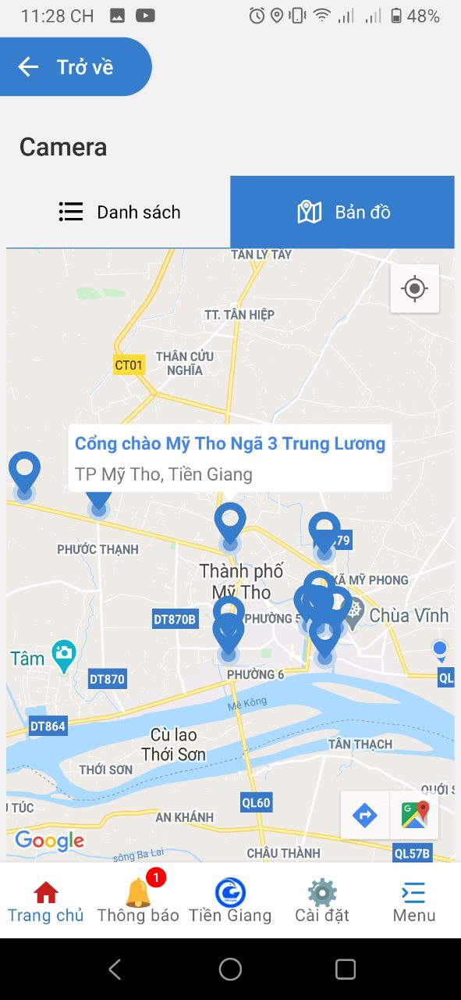 11:28 CH
48%
Trở về
Camera
Danh sách
Bản đồ
TÂN LÝ TÂY
TT. TÂN HIỆP
CT01
THÂN CỬU
NGHĨA
Cổng chào Mỹ Tho Ngã 3 Trung Lương
TP Mỹ Tho, Tiền Giang
PHƯỚC THẠNH
79
Thành phố
Mỹ Tho
XÃ MỸ PHONG
DT870B
PHƯỜNG 5
Chùa Vĩnh
Tâm
DT870
PHƯỜNG 6
QL
Mê Kông
DT864
Cù lao
Thới Sơn
TÂN THẠCH
THỚI SƠN
QUỚI
QL60
TÚC
AN KHÁNH
Google
sông Ba Lai
CHÂU THÀNH
QL57B
1
Trang chủ
Thông báo
Tiền Giang
Cài đặt
Menu